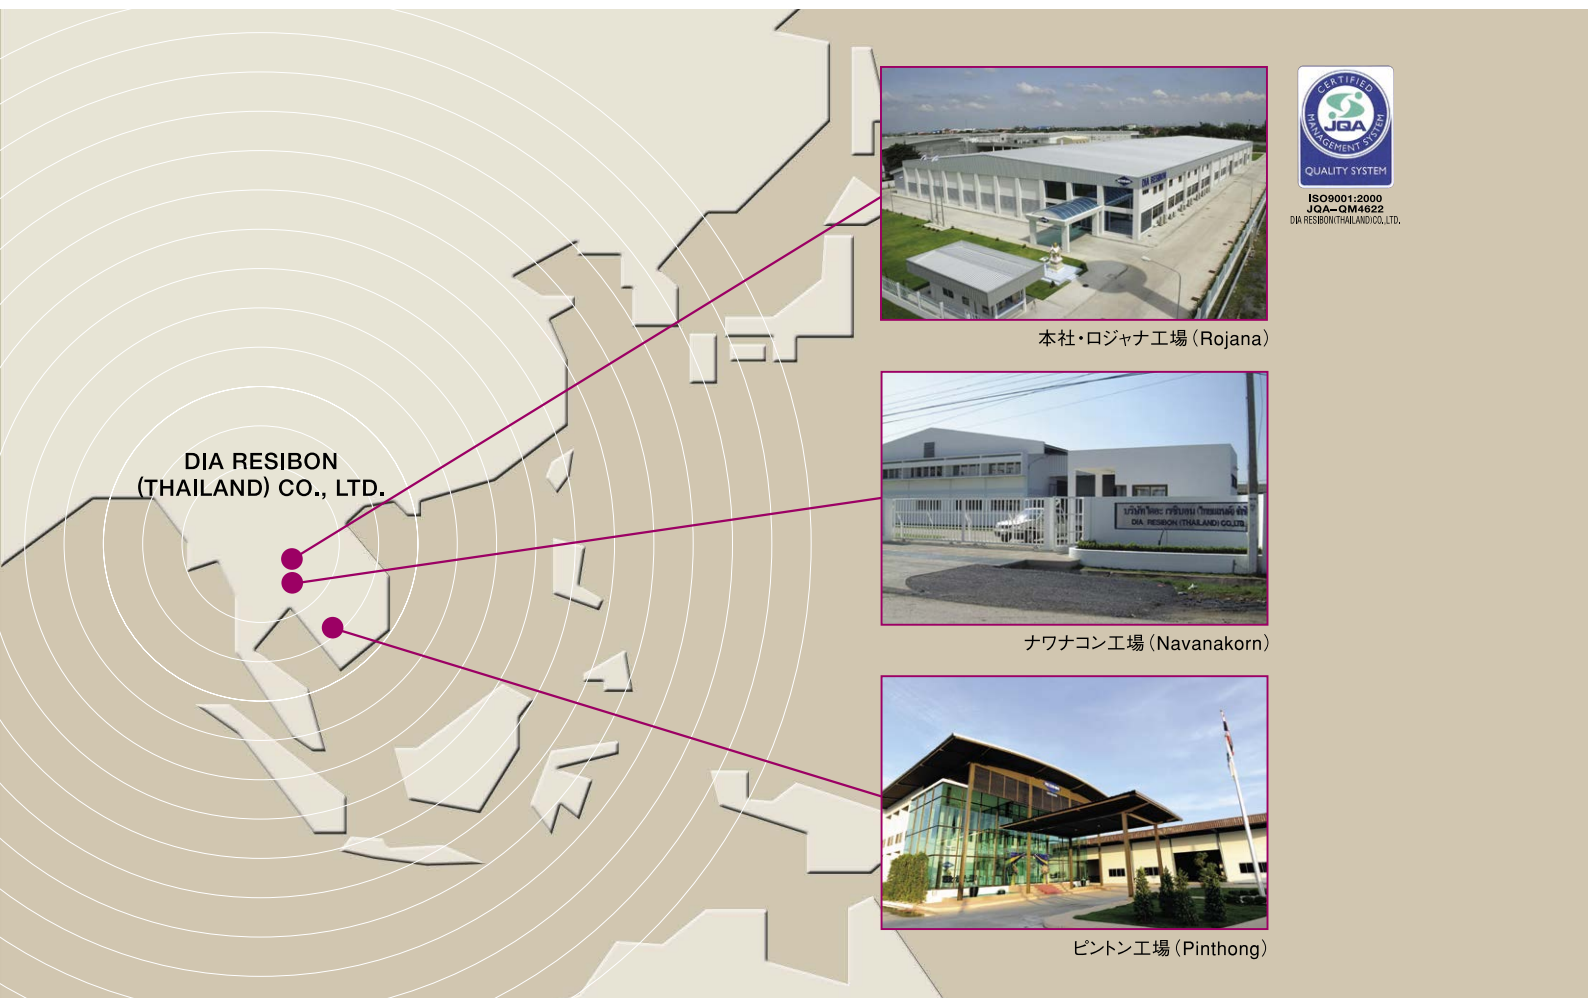 DIA RESIBON
(THAILAND) CO., LTD.
DIA RESIBON
本社・ロジャナ工場（Rojana）
CERTIFIED
MANAGEMENT SYSTEM
JQA
QUALITY SYSTEM
ISO9001:2000
JQA–QM4622
DIA RESIBON(THAILAND)CO.,LTD.
DIA RESIBON (THAILAND) CO.,LTD.
ナワナコン工場（Navanakorn）
ピントン工場（Pinthong）